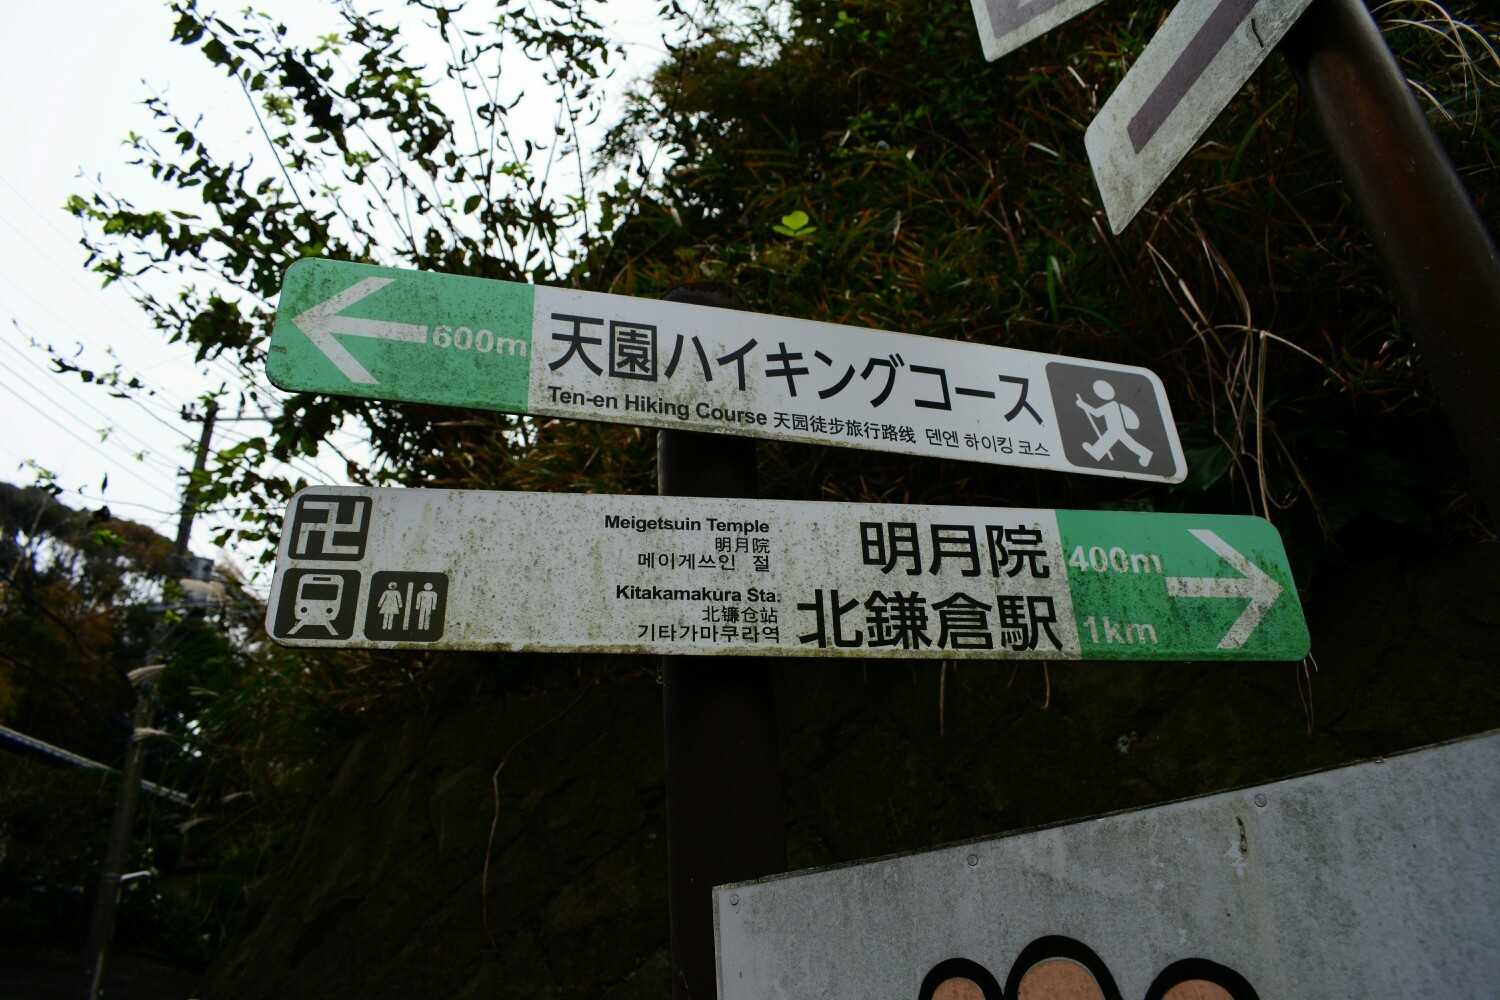 600m 天園ハイキングコース
Ten-en Hiking Course 天园徒步旅行路线 덴엔 하이킹 코스
Meigetsuin Temple
明月院
메이게쓰인 절
明月院 400m
Kitakamakura Sta.
北镰仓站
기타가마쿠라역
北鎌倉駅 1km